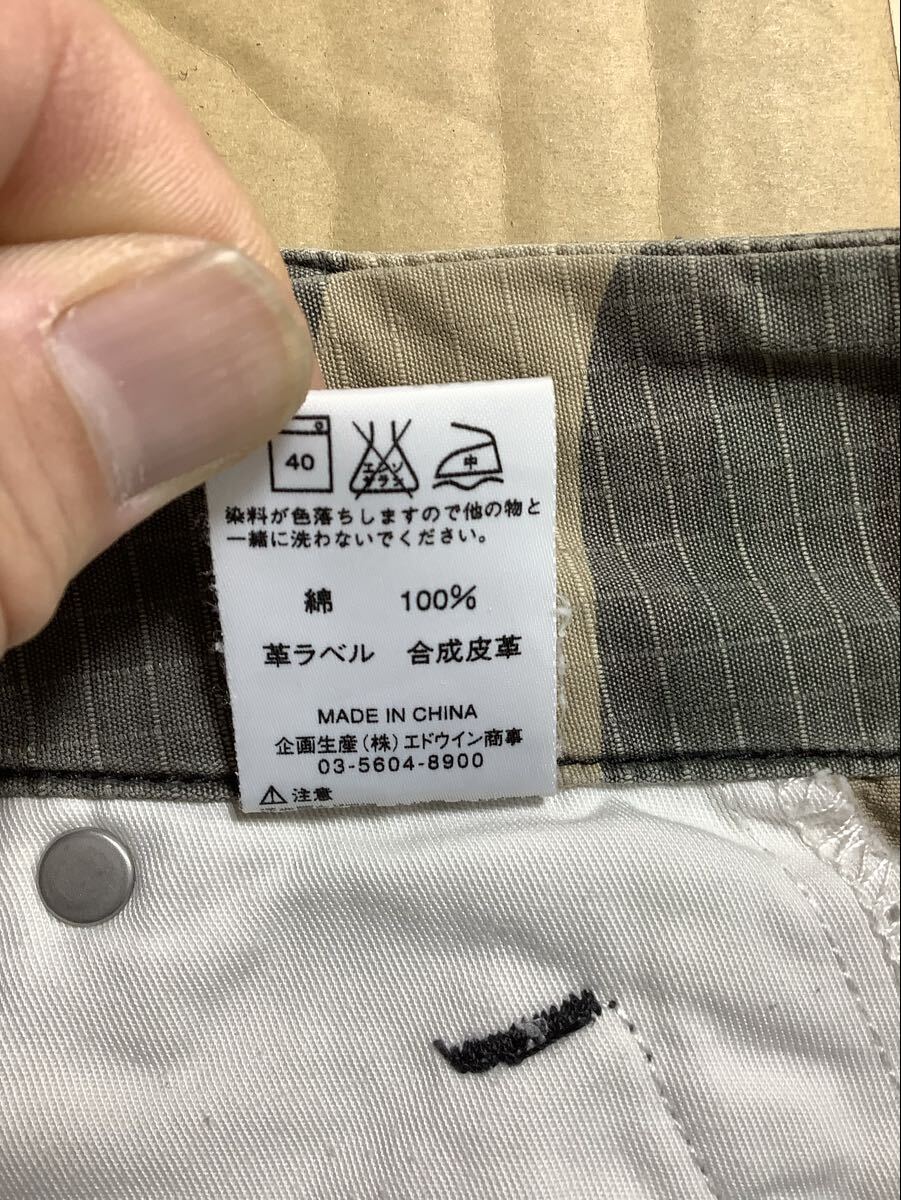 40
エンソ
サラシ
中
染料が色落ちしますので他の物と
一緒に洗わないでください。
綿 100%
革ラベル 合成皮革
MADE IN CHINA
企画生産(株)エドウイン商事
03-5604-8900
⚠注意